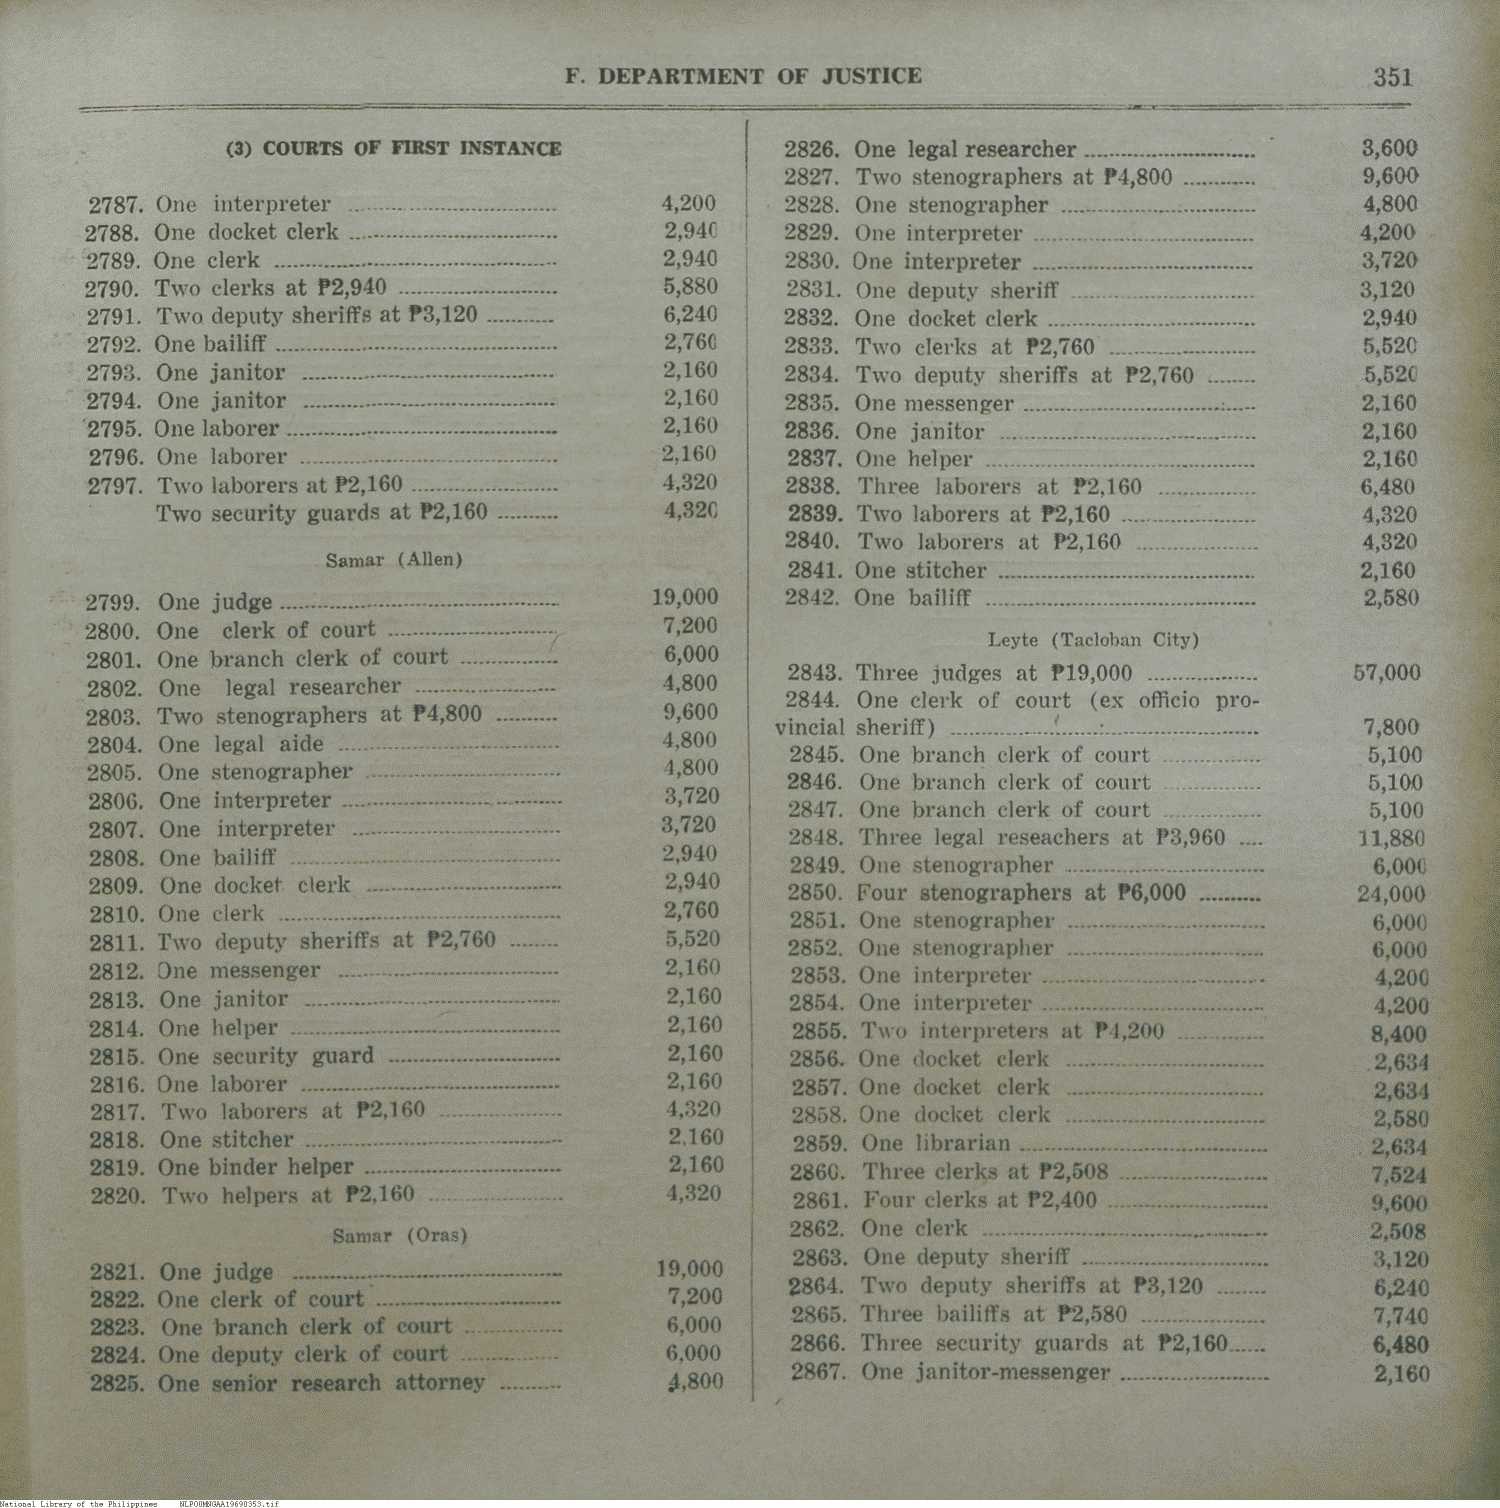 F. DEPARTMENT OF JUSTICE 351
(3) COURTS OF FIRST INSTANCE
2787. One interpreter 4,200
2788. One docket clerk 2,940
2789. One clerk 2,940
2790. Two clerks at ₱2,940 5,880
2791. Two deputy sheriffs at ₱3,120 6,240
2792. One bailiff 2,760
2793. One janitor 2,160
2794. One janitor 2,160
2795. One laborer 2,160
2796. One laborer 2,160
2797. Two laborers at ₱2,160 4,320
Two security guards at ₱2,160 4,320
Samar (Allen)
2799. One judge 19,000
2800. One clerk of court 7,200
2801. One branch clerk of court 6,000
2802. One legal researcher 4,800
2803. Two stenographers at ₱4,800 9,600
2804. One legal aide 4,800
2805. One stenographer 4,800
2806. One interpreter 3,720
2807. One interpreter 3,720
2808. One bailiff 2,940
2809. One docket clerk 2,940
2810. One clerk 2,760
2811. Two deputy sheriffs at ₱2,760 5,520
2812. One messenger 2,160
2813. One janitor 2,160
2814. One helper 2,160
2815. One security guard 2,160
2816. One laborer 2,160
2817. Two laborers at ₱2,160 4,320
2818. One stitcher 2,160
2819. One binder helper 2,160
2820. Two helpers at ₱2,160 4,320
Samar (Oras)
2821. One judge 19,000
2822. One clerk of court 7,200
2823. One branch clerk of court 6,000
2824. One deputy clerk of court 6,000
2825. One senior research attorney 4,800
2826. One legal researcher 3,600
2827. Two stenographers at ₱4,800 9,600
2828. One stenographer 4,800
2829. One interpreter 4,200
2830. One interpreter 3,720
2831. One deputy sheriff 3,120
2832. One docket clerk 2,940
2833. Two clerks at ₱2,760 5,520
2834. Two deputy sheriffs at ₱2,760 5,520
2835. One messenger 2,160
2836. One janitor 2,160
2837. One helper 2,160
2838. Three laborers at ₱2,160 6,480
2839. Two laborers at ₱2,160 4,320
2840. Two laborers at ₱2,160 4,320
2841. One stitcher 2,160
2842. One bailiff 2,580
Leyte (Tacloban City)
2843. Three judges at ₱19,000 57,000
2844. One clerk of court (ex officio pro-
vincial sheriff) 7,800
2845. One branch clerk of court 5,100
2846. One branch clerk of court 5,100
2847. One branch clerk of court 5,100
2848. Three legal reseachers at ₱3,960 11,880
2849. One stenographer 6,000
2850. Four stenographers at ₱6,000 24,000
2851. One stenographer 6,000
2852. One stenographer 6,000
2853. One interpreter 4,200
2854. One interpreter 4,200
2855. Two interpreters at ₱4,200 8,400
2856. One docket clerk 2,634
2857. One docket clerk 2,634
2858. One docket clerk 2,580
2859. One librarian 2,634
2860. Three clerks at ₱2,508 7,524
2861. Four clerks at ₱2,400 9,600
2862. One clerk 2,508
2863. One deputy sheriff 3,120
2864. Two deputy sheriffs at ₱3,120 6,240
2865. Three bailiffs at ₱2,580 7,740
2866. Three security guards at ₱2,160 6,480
2867. One janitor-messenger 2,160
National Library of the Philippines NLPO0MNGAA19690353.tif